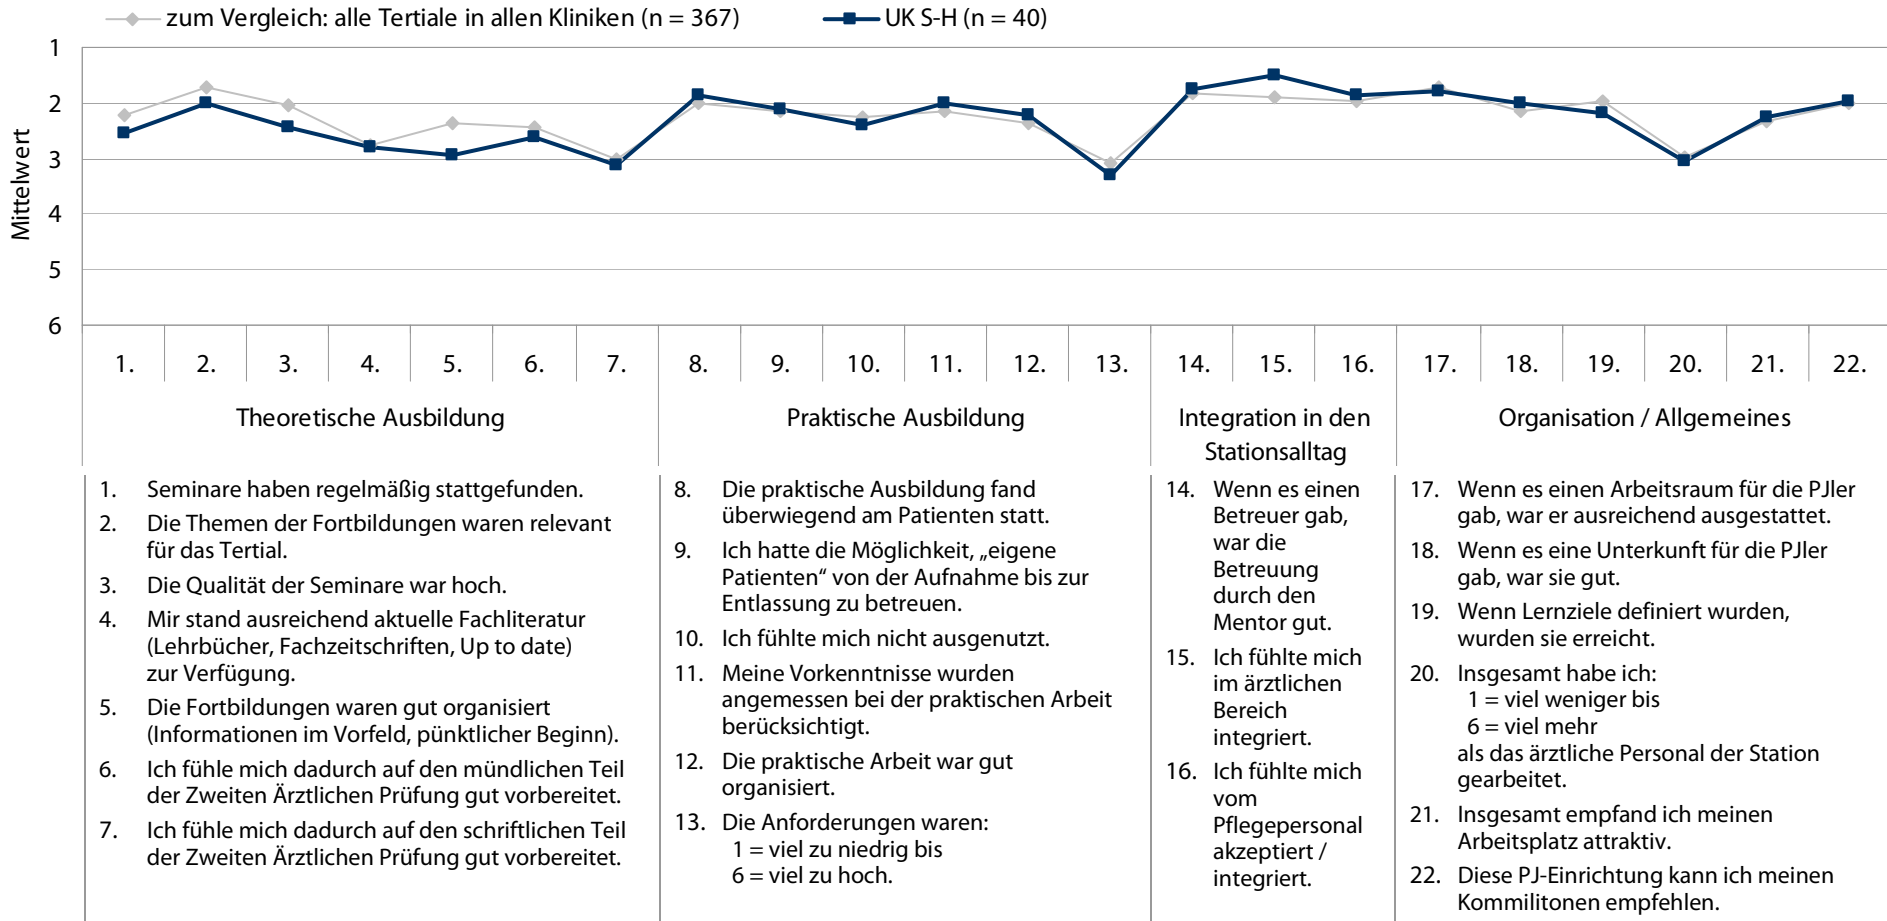 zum Vergleich: alle Tertiale in allen Kliniken (n = 367)
UK S-H (n = 40)
Mittelwert
1
2
3
4
5
6
1. 2. 3. 4. 5. 6. 7. 8. 9. 10. 11. 12. 13. 14. 15. 16. 17. 18. 19. 20. 21. 22.
Theoretische Ausbildung
Praktische Ausbildung
Integration in den
Stationsalltag
Organisation / Allgemeines
1. Seminare haben regelmäßig stattgefunden.
2. Die Themen der Fortbildungen waren relevant
für das Tertial.
3. Die Qualität der Seminare war hoch.
4. Mir stand ausreichend aktuelle Fachliteratur
(Lehrbücher, Fachzeitschriften, Up to date)
zur Verfügung.
5. Die Fortbildungen waren gut organisiert
(Informationen im Vorfeld, pünktlicher Beginn).
6. Ich fühle mich dadurch auf den mündlichen Teil
der Zweiten Ärztlichen Prüfung gut vorbereitet.
7. Ich fühle mich dadurch auf den schriftlichen Teil
der Zweiten Ärztlichen Prüfung gut vorbereitet.
8. Die praktische Ausbildung fand
überwiegend am Patienten statt.
9. Ich hatte die Möglichkeit, „eigene
Patienten“ von der Aufnahme bis zur
Entlassung zu betreuen.
10. Ich fühlte mich nicht ausgenutzt.
11. Meine Vorkenntnisse wurden
angemessen bei der praktischen Arbeit
berücksichtigt.
12. Die praktische Arbeit war gut
organisiert.
13. Die Anforderungen waren:
1 = viel zu niedrig bis
6 = viel zu hoch.
14. Wenn es einen
Betreuer gab,
war die
Betreuung
durch den
Mentor gut.
15. Ich fühlte mich
im ärztlichen
Bereich
integriert.
16. Ich fühlte mich
vom
Pflegepersonal
akzeptiert /
integriert.
17. Wenn es einen Arbeitsraum für die PJler
gab, war er ausreichend ausgestattet.
18. Wenn es eine Unterkunft für die PJler
gab, war sie gut.
19. Wenn Lernziele definiert wurden,
wurden sie erreicht.
20. Insgesamt habe ich:
1 = viel weniger bis
6 = viel mehr
als das ärztliche Personal der Station
gearbeitet.
21. Insgesamt empfand ich meinen
Arbeitsplatz attraktiv.
22. Diese PJ-Einrichtung kann ich meinen
Kommilitonen empfehlen.